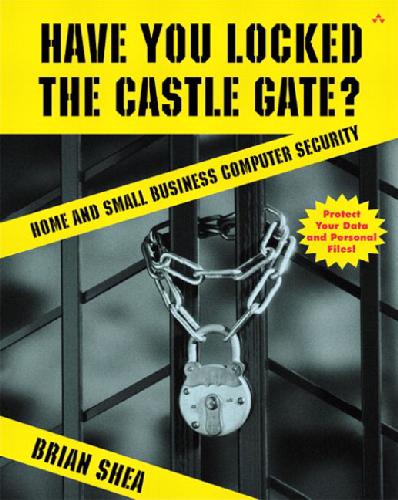 HAVE YOU LOCKED
THE CASTLE GATE?
HOME AND SMALL BUSINESS COMPUTER SECURITY
Protect
Your Data
and Personal
Files!
BRIAN SHEA